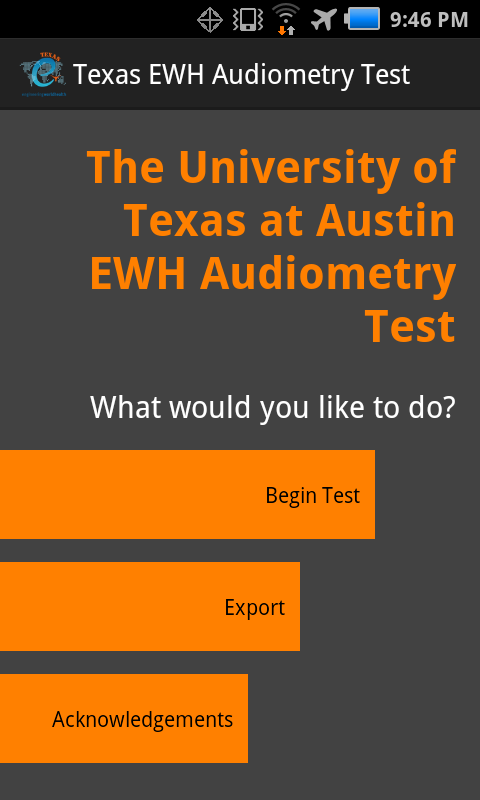 9:46 PM
TEXAS
Texas EWH Audiometry Test
The University of
Texas at Austin
EWH Audiometry
Test
What would you like to do?
Begin Test
Export
Acknowledgements